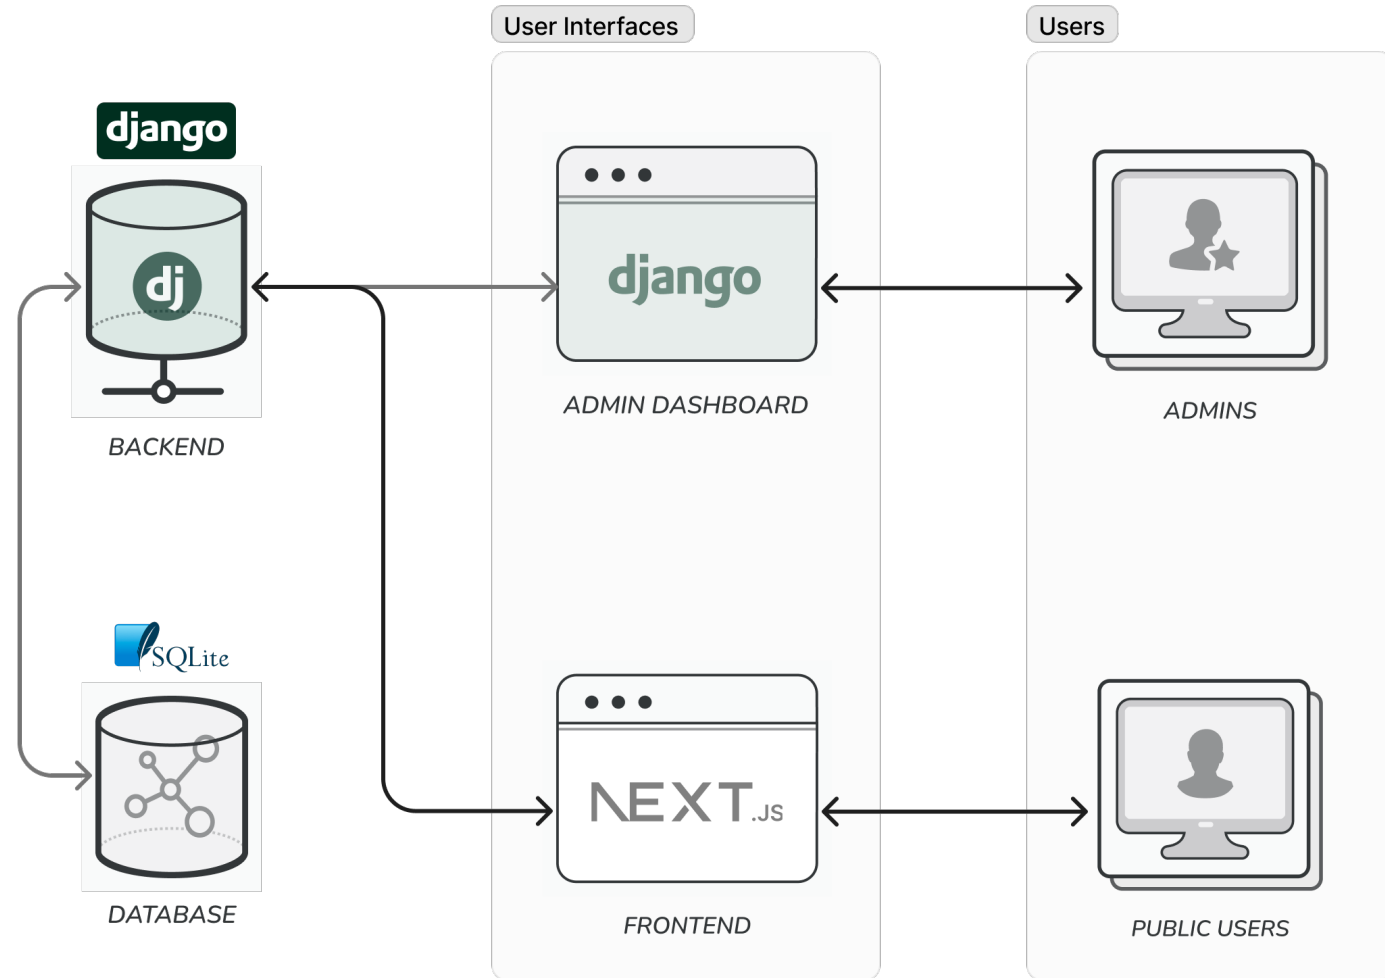 User Interfaces
Users
django
dj
BACKEND
django
ADMIN DASHBOARD
ADMINS
SQLite
DATABASE
NEXT.JS
FRONTEND
PUBLIC USERS